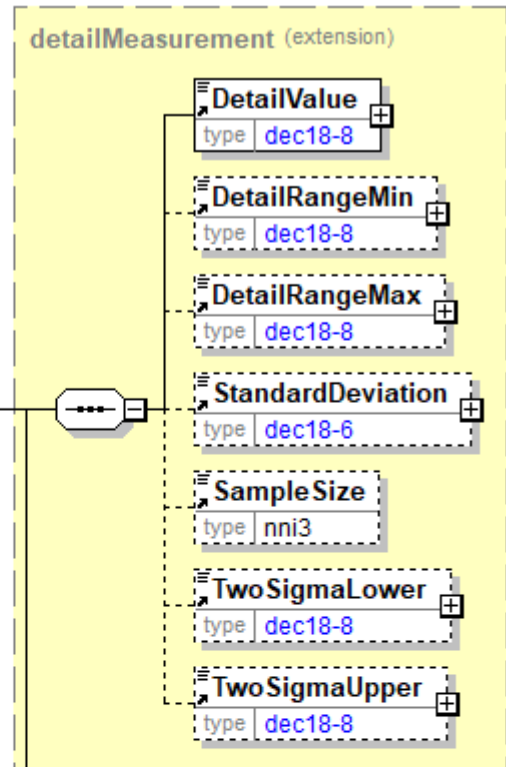 detailMeasurement (extension)
DetailValue
type dec18-8
DetailRangeMin
type dec18-8
DetailRangeMax
type dec18-8
StandardDeviation
type dec18-6
SampleSize
type nni3
TwoSigmaLower
type dec18-8
TwoSigmaUpper
type dec18-8